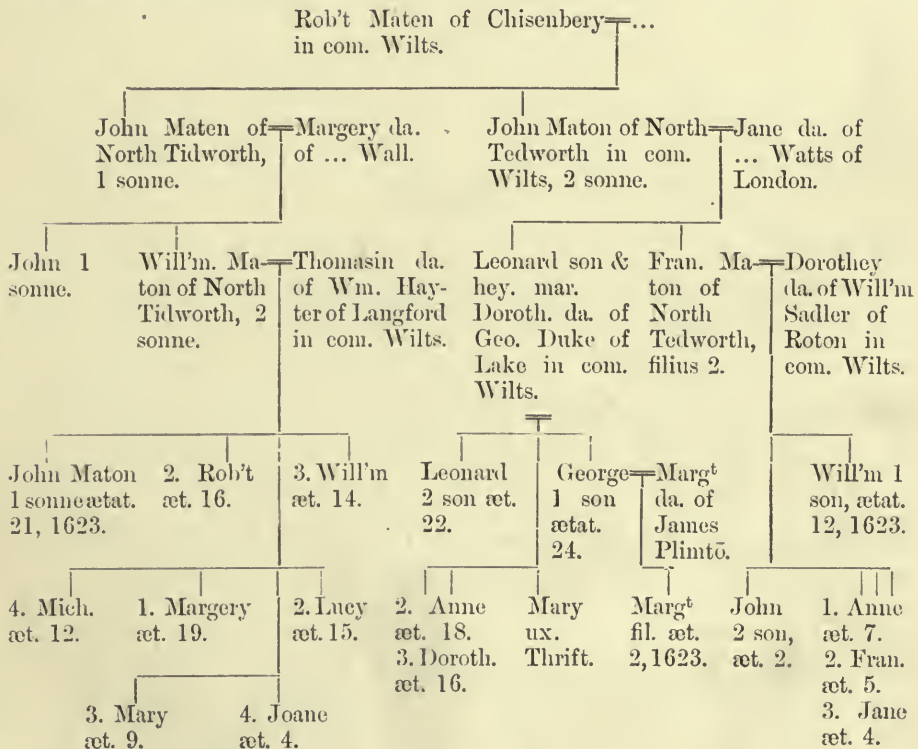 Rob't Maten of Chisenbery=...
in com. Wilts.
John Maten of
North Tidworth,
1 sonne.
Margery da.
of ... Wall.
John Maton of North
Tedworth in com.
Wilts, 2 sonne.
Jane da. of
... Watts of
London.
John 1
sonne.
Will'm. Ma-
ton of North
Tidworth, 2
sonne.
Thomasin da.
of Wm. Hay-
ter of Langford
in com. Wilts.
Leonard son &
hey. mar.
Doroth. da. of
Geo. Duke of
Lake in com.
Wilts.
Fran. Ma-
ton of
North
Tedworth,
filius 2.
Dorothey
da. of Will'm
Sadler of
Roton in
com. Wilts.
John Maton
1 sonne ætat.
21, 1623.
2. Rob't
æt. 16.
3. Will'm
æt. 14.
Leonard
2 son æt.
22.
George
1 son
ætat.
24.
Margᵗ
da. of
James
Plimtō.
Will'm 1
son, ætat.
12, 1623.
4. Mich.
æt. 12.
1. Margery
æt. 19.
2. Lucy
æt. 15.
2. Anne
æt. 18.
3. Doroth.
æt. 16.
Mary
ux.
Thrift.
Margᵗ
fil. æt.
2, 1623.
John
2 son,
æt. 2.
1. Anne
æt. 7.
2. Fran.
æt. 5.
3. Jane
æt. 4.
3. Mary
æt. 9.
4. Joane
æt. 4.